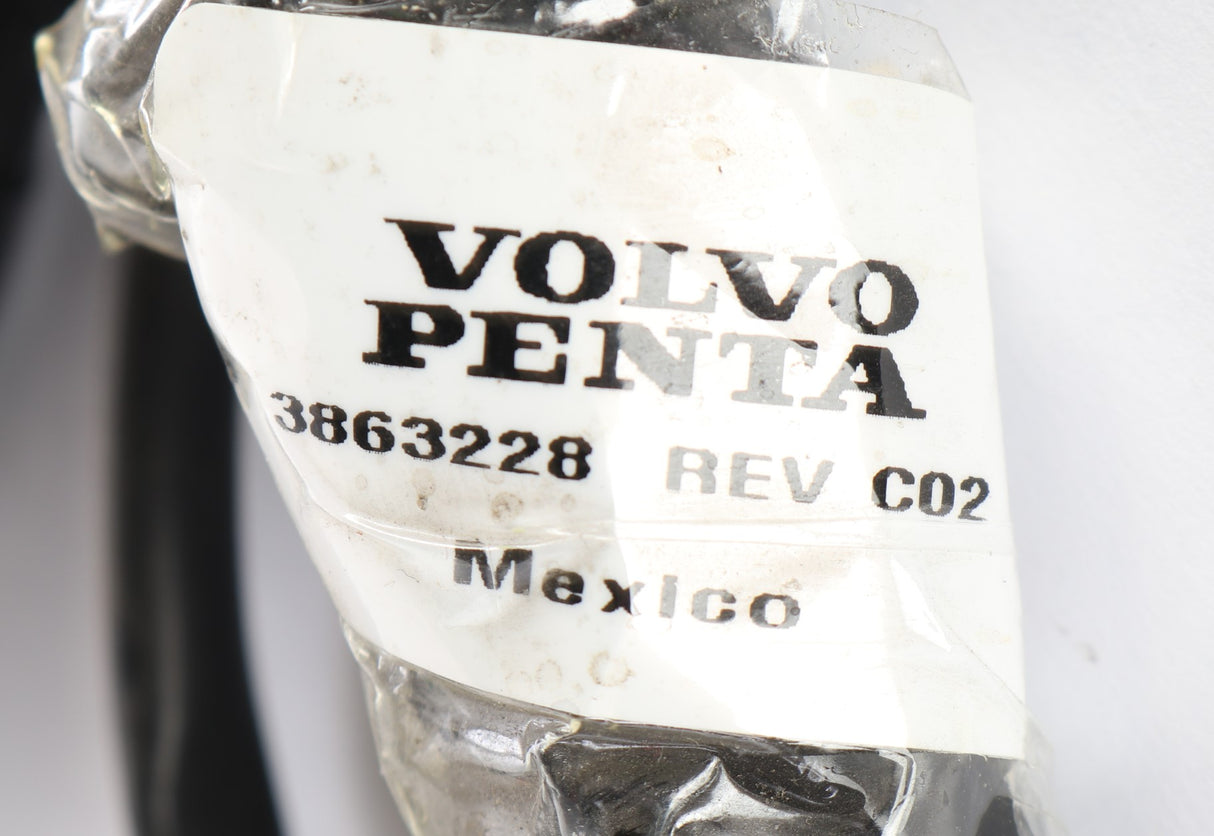 VOLVO
PENTA
3863228 REV C02
Mexico